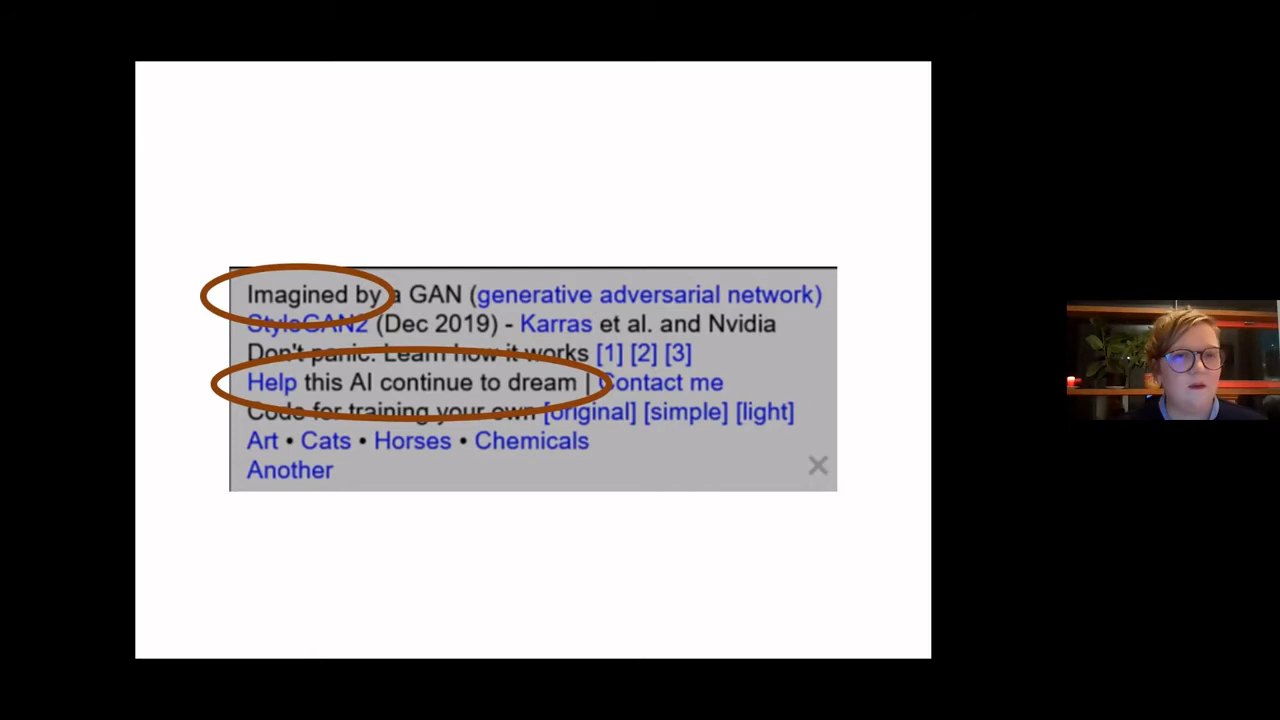 Imagined by a GAN (generative adversarial network)
StyleGAN2 (Dec 2019) - Karras et al. and Nvidia
Don't panic. Learn how it works [1] [2] [3]
Help this AI continue to dream | Contact me
Code for training your own [original] [simple] [light]
Art • Cats • Horses • Chemicals
Another